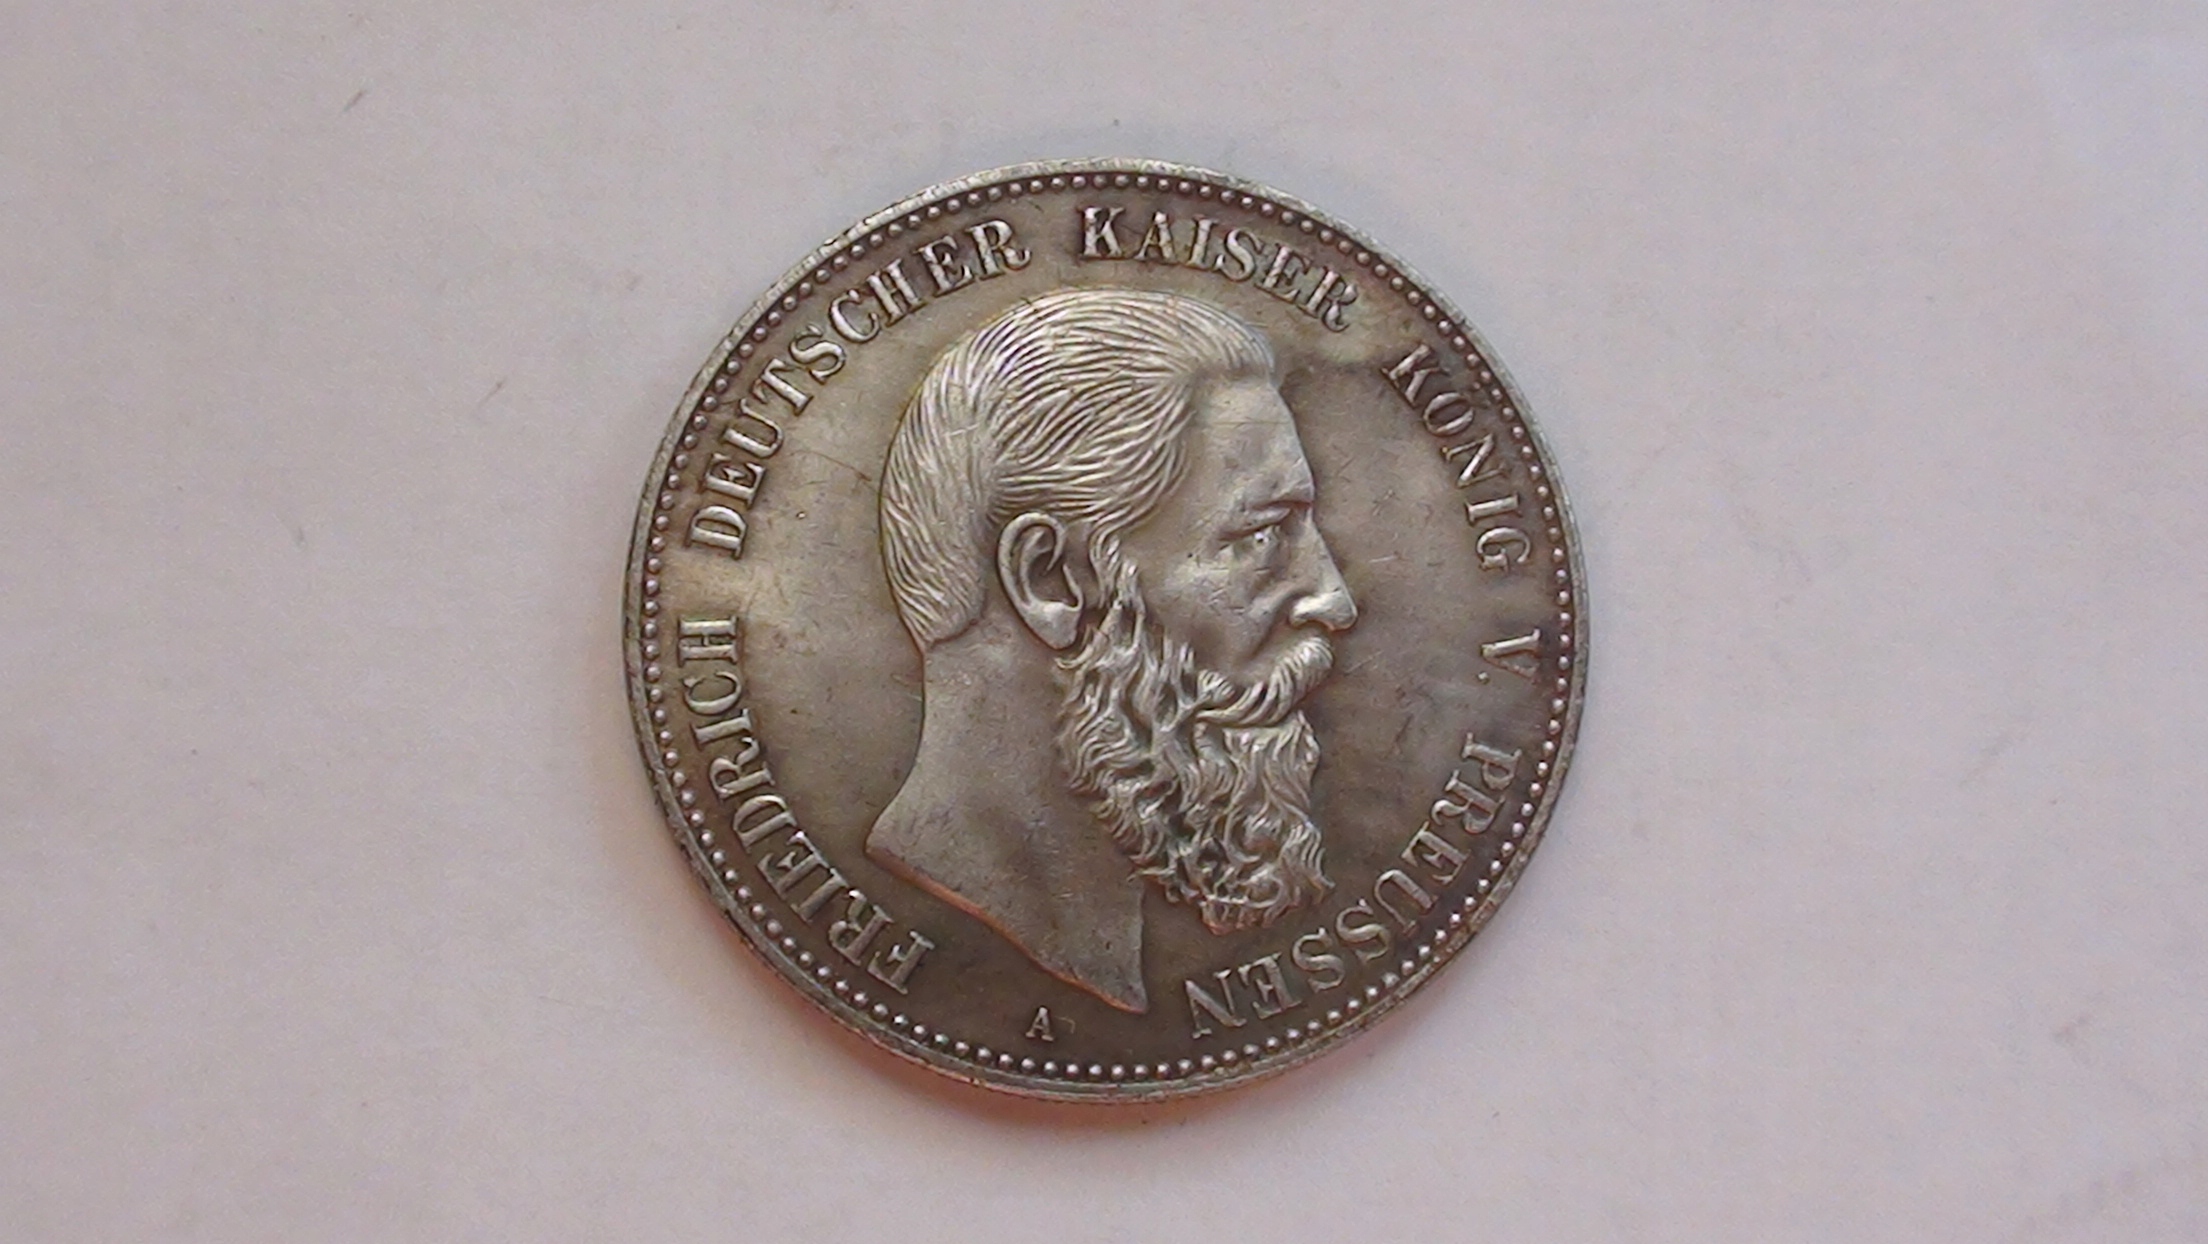 FRIEDRICH DEUTSCHER KAISER KÖNIG V. PREUSSEN
A